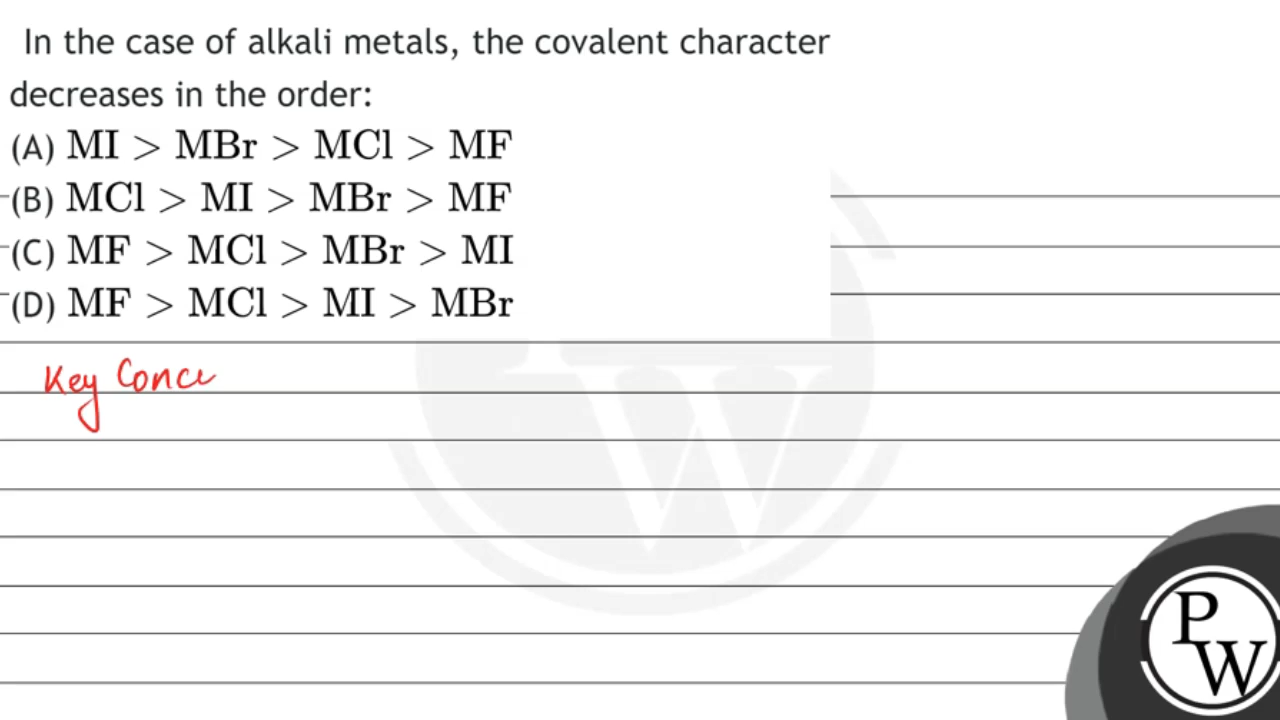 In the case of alkali metals, the covalent character
decreases in the order:
(A) MI > MBr > MCl > MF
(B) MCl > MI > MBr > MF
(C) MF > MCl > MBr > MI
(D) MF > MCl > MI > MBr
Key Conce
W
P
W